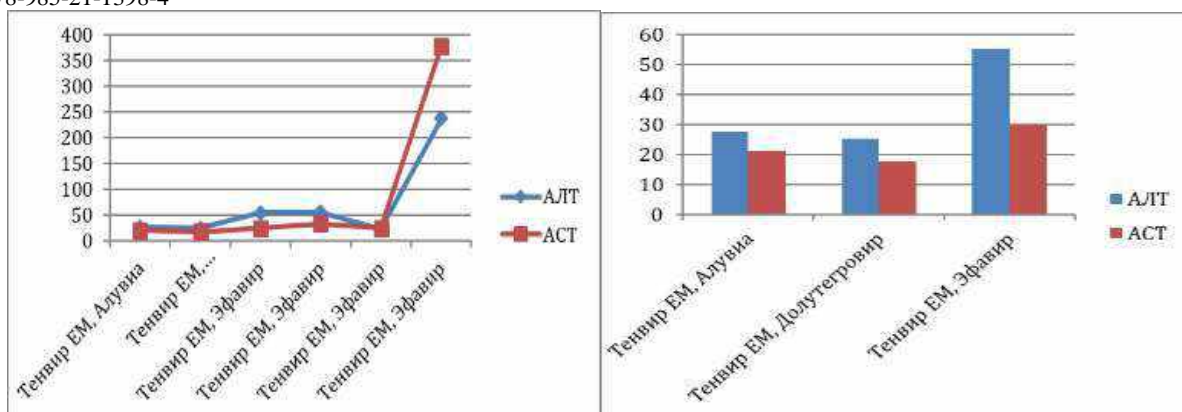 400
350
300
250
200
150
100
50
0
АЛТ
АСТ
Тенвир ЕМ, Алувиа
Тенвир ЕМ,...
Тенвир ЕМ, Эфавир
Тенвир ЕМ, Эфавир
Тенвир ЕМ, Эфавир
Тенвир ЕМ, Эфавир
60
50
40
30
20
10
0
АЛТ
АСТ
Тенвир ЕМ, Алувиа
Тенвир ЕМ, Долутегровир
Тенвир ЕМ, Эфавир